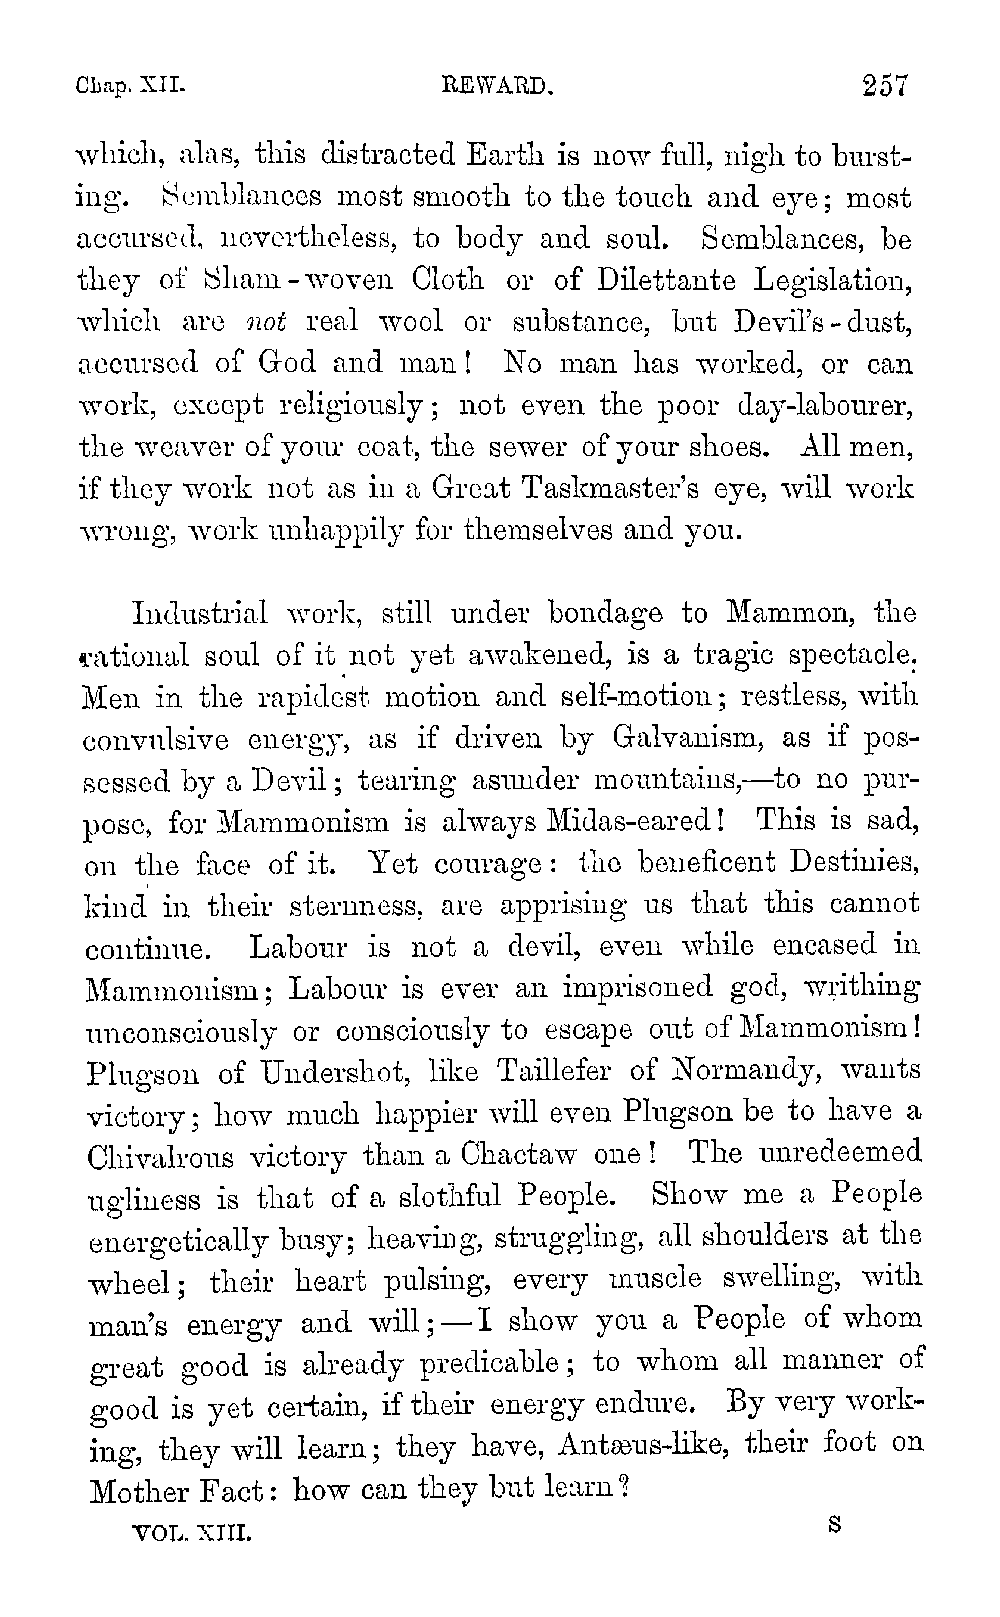 Chap. XII. REWARD. 257
which, alas, this distracted Earth is now full, nigh to burst-
ing. Semblances most smooth to the touch and eye; most
accursed, nevertheless, to body and soul. Semblances, be
they of Sham-woven Cloth or of Dilettante Legislation,
which are not real wool or substance, but Devil's-dust,
accursed of God and man! No man has worked, or can
work, except religiously; not even the poor day-labourer,
the weaver of your coat, the sewer of your shoes. All men,
if they work not as in a Great Taskmaster's eye, will work
wrong, work unhappily for themselves and you.
Industrial work, still under bondage to Mammon, the
rational soul of it not yet awakened, is a tragic spectacle.
Men in the rapidest motion and self-motion; restless, with
convulsive energy, as if driven by Galvanism, as if pos-
sessed by a Devil; tearing asunder mountains,—to no pur-
pose, for Mammonism is always Midas-eared! This is sad,
on the face of it. Yet courage: the beneficent Destinies,
kind in their sternness, are apprising us that this cannot
continue. Labour is not a devil, even while encased in
Mammonism; Labour is ever an imprisoned god, writhing
unconsciously or consciously to escape out of Mammonism!
Plugson of Undershot, like Taillefer of Normandy, wants
victory; how much happier will even Plugson be to have a
Chivalrous victory than a Chactaw one! The unredeemed
ugliness is that of a slothful People. Show me a People
energetically busy; heaving, struggling, all shoulders at the
wheel; their heart pulsing, every muscle swelling, with
man's energy and will;—I show you a People of whom
great good is already predicable; to whom all manner of
good is yet certain, if their energy endure. By very work-
ing, they will learn; they have, Antæus-like, their foot on
Mother Fact: how can they but learn?
VOL. XIII. S